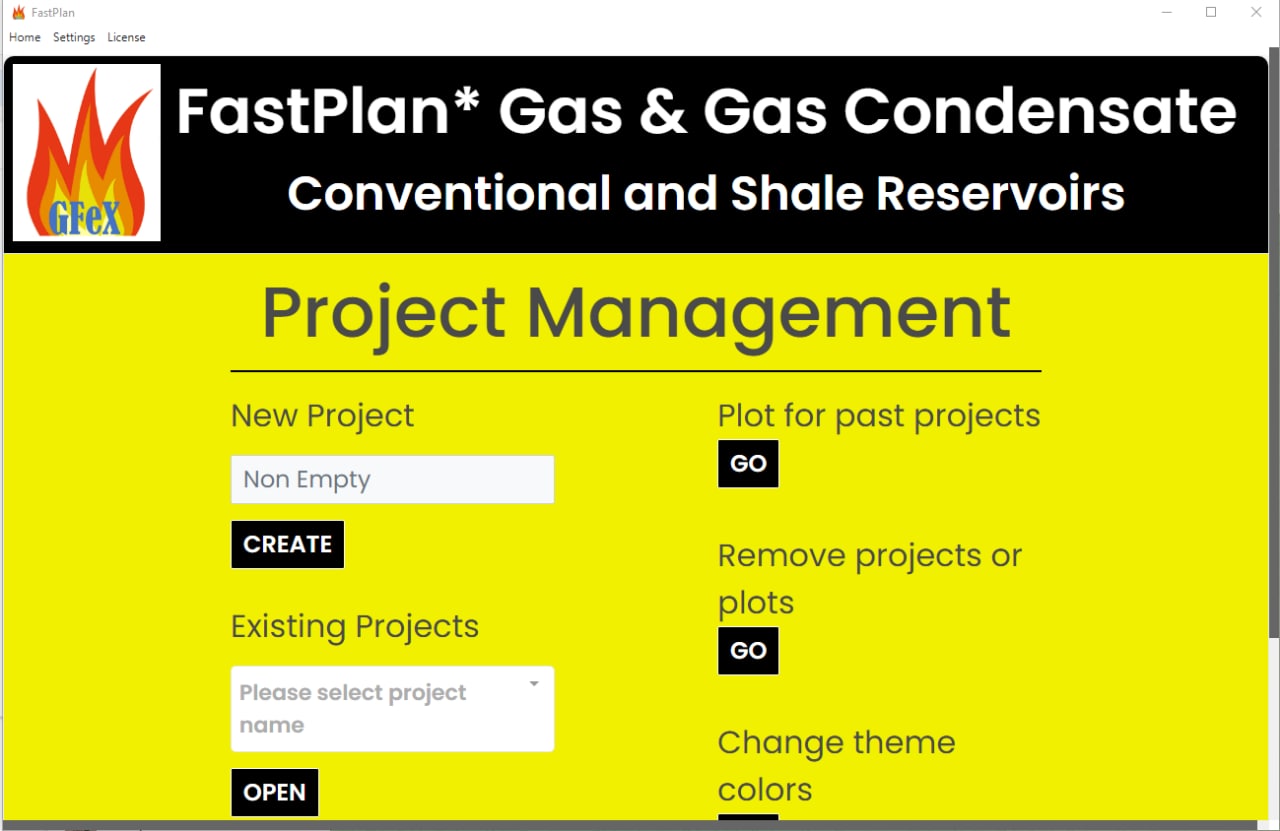 FastPlan
Home Settings License
GFeX
FastPlan* Gas & Gas Condensate
Conventional and Shale Reservoirs
Project Management
New Project
Non Empty
CREATE
Existing Projects
Please select project
name
OPEN
Plot for past projects
GO
Remove projects or
plots
GO
Change theme
colors